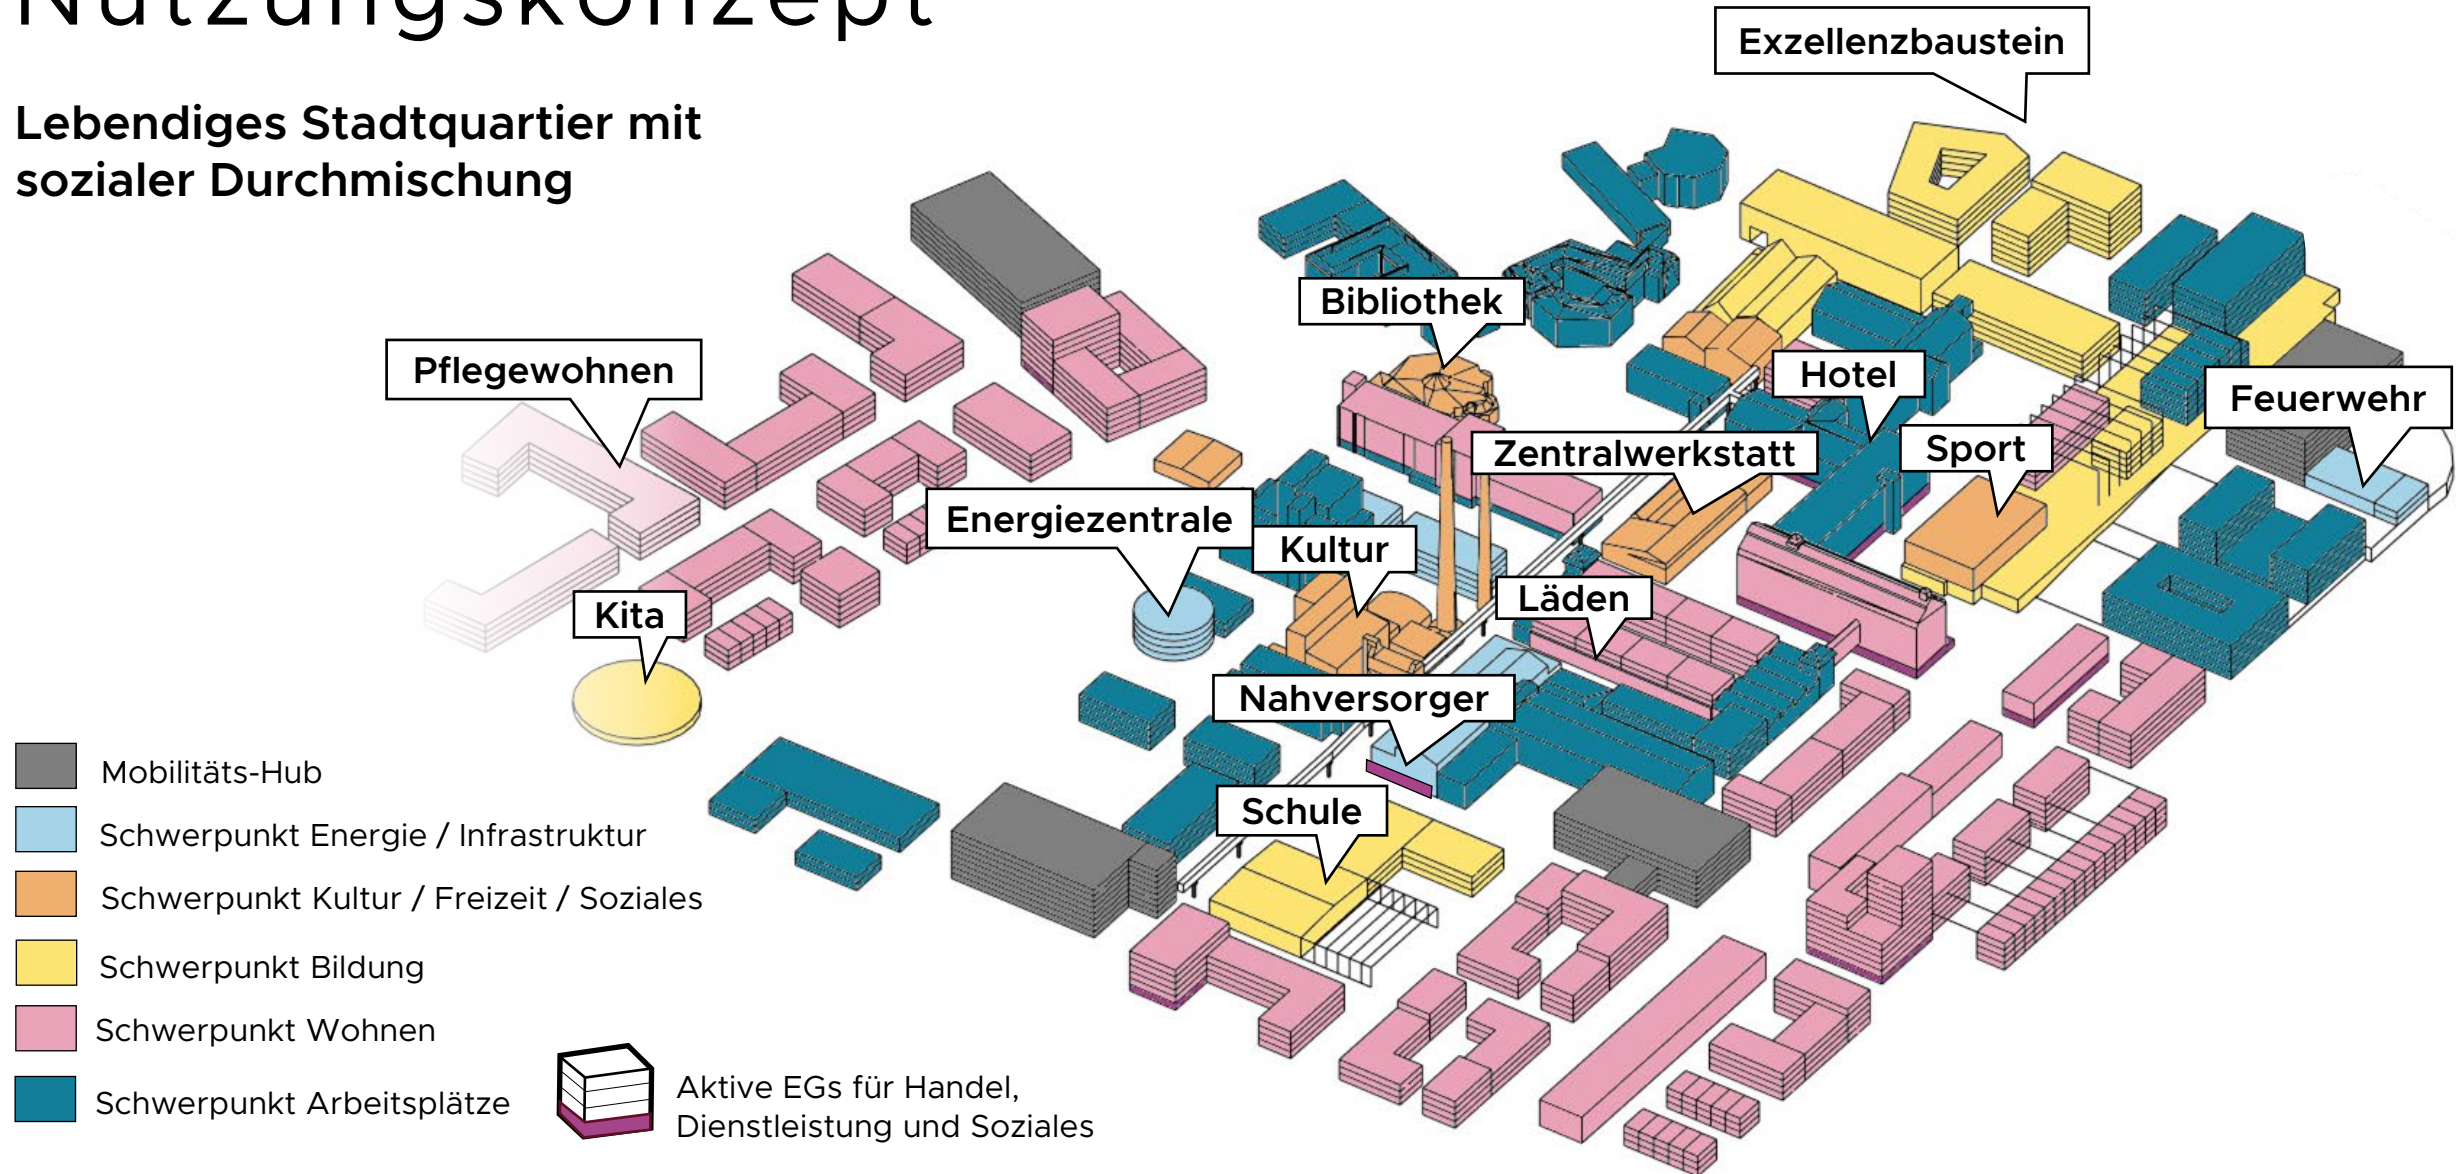 Nutzungskonzept
Lebendiges Stadtquartier mit
sozialer Durchmischung
Exzellenzbaustein
Bibliothek
Pflegewohnen
Hotel
Feuerwehr
Zentralwerkstatt
Sport
Energiezentrale
Kultur
Läden
Kita
Nahversorger
Schule
Mobilitäts-Hub
Schwerpunkt Energie / Infrastruktur
Schwerpunkt Kultur / Freizeit / Soziales
Schwerpunkt Bildung
Schwerpunkt Wohnen
Schwerpunkt Arbeitsplätze
Aktive EGs für Handel,
Dienstleistung und Soziales